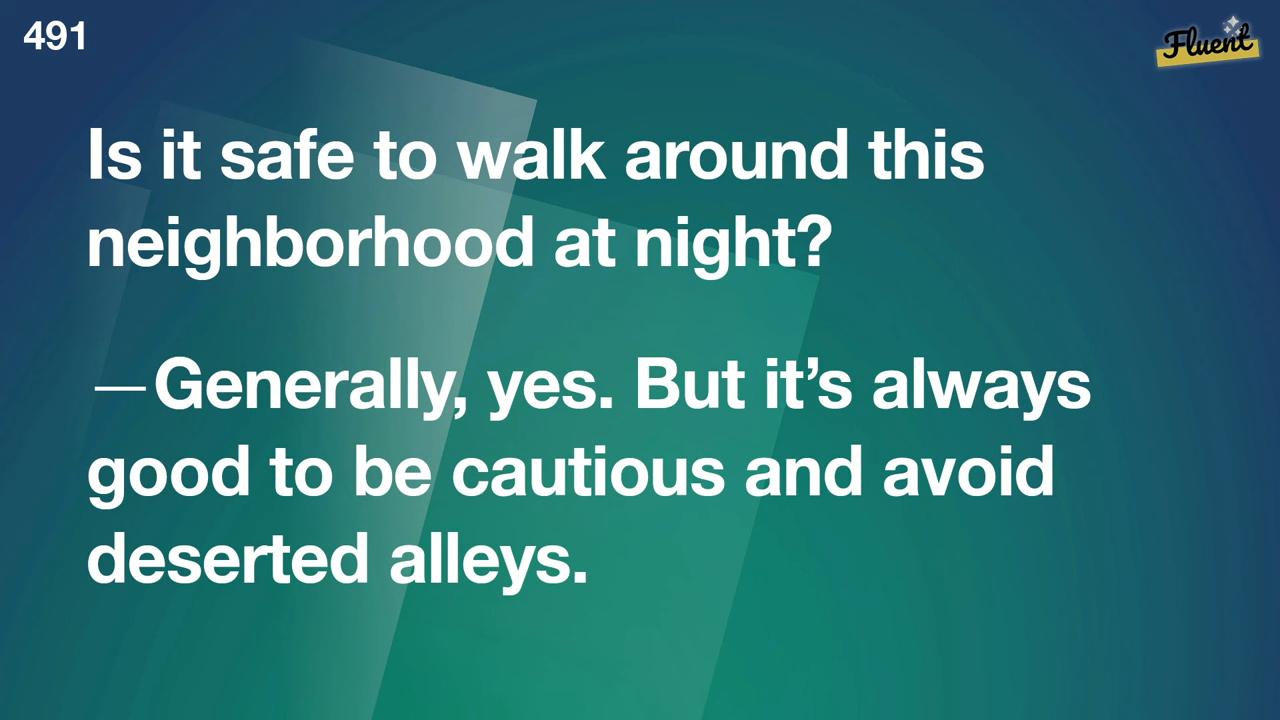 491
Fluent
Is it safe to walk around this
neighborhood at night?
—Generally, yes. But it’s always
good to be cautious and avoid
deserted alleys.